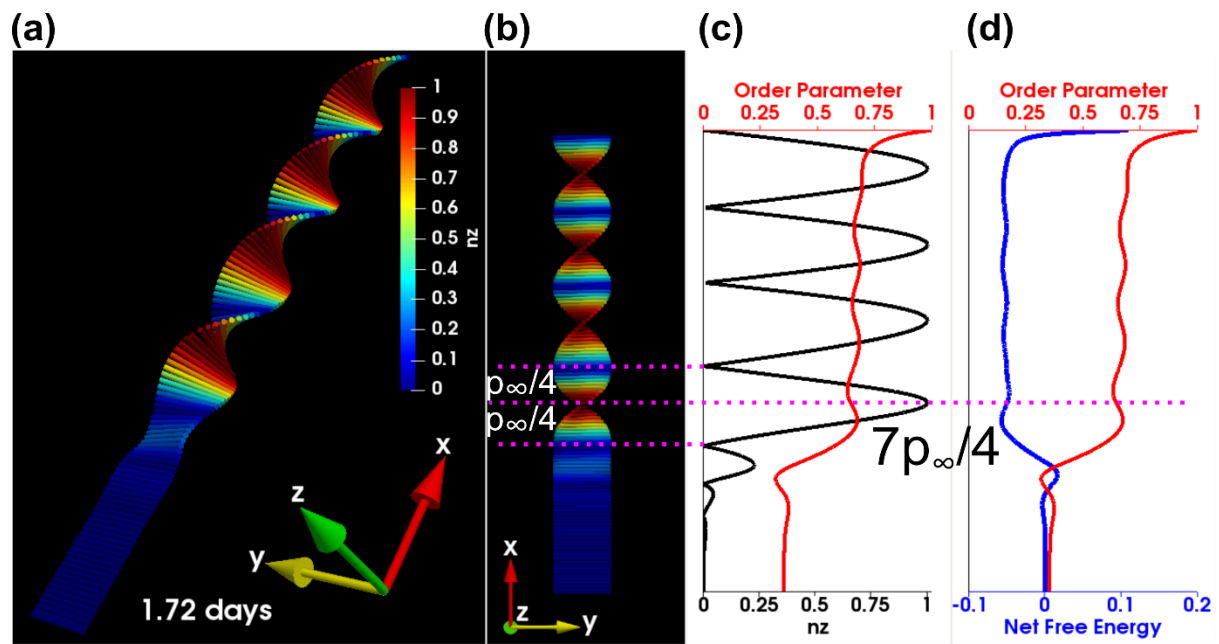 (a)
(b)
(c)
(d)
1
0.9
0.8
0.7
0.6
0.5
0.4
0.3
0.2
0.1
0
nz
x
z
y
1.72 days
p∞/4
p∞/4
x
z
y
Order Parameter
0 0.25 0.5 0.75 1
7p∞/4
0 0.25 0.5 0.75 1
nz
Order Parameter
0 0.25 0.5 0.75 1
-0.1 0 0.1 0.2
Net Free Energy